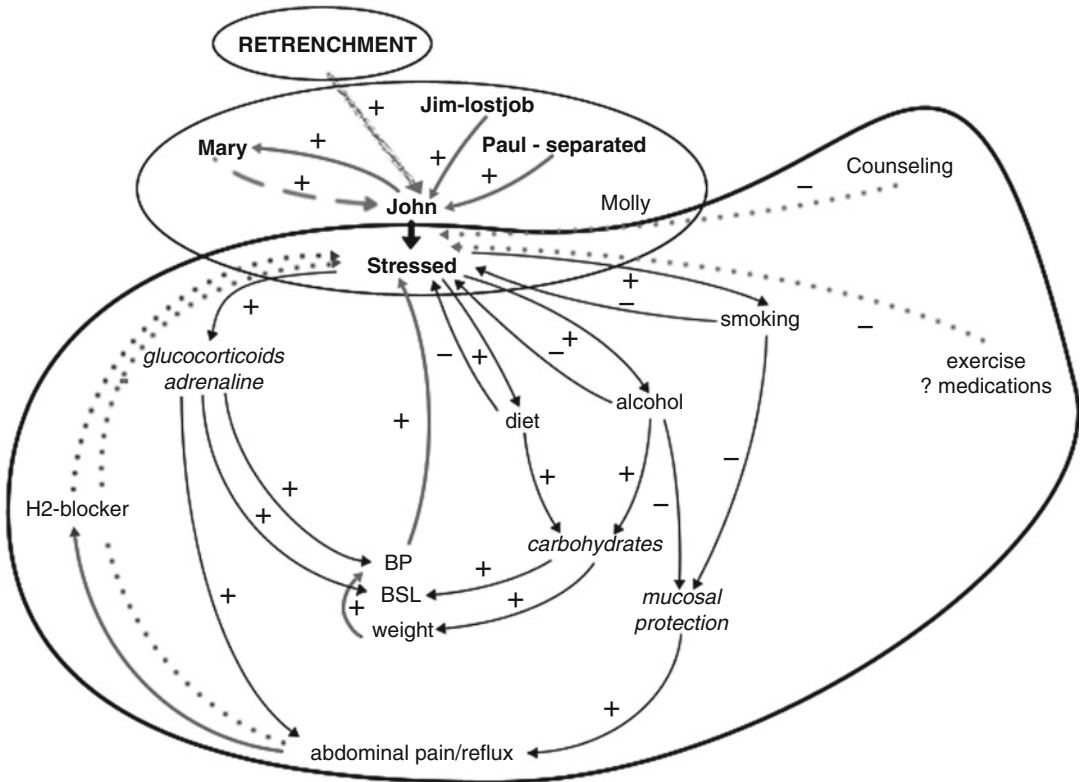 RETRENCHMENT
+
Jim-lostjob
+
Mary
+
Paul - separated
+
+
+
John
Molly
Counseling
–
Stressed
+
–
smoking
–
+
glucocorticoids
adrenaline
–
+
–
+
exercise
? medications
diet
alcohol
+
–
–
+
+
H2-blocker
+
+
–
carbohydrates
BP
+
BSL
+
+
weight
+
mucosal
protection
+
abdominal pain/reflux